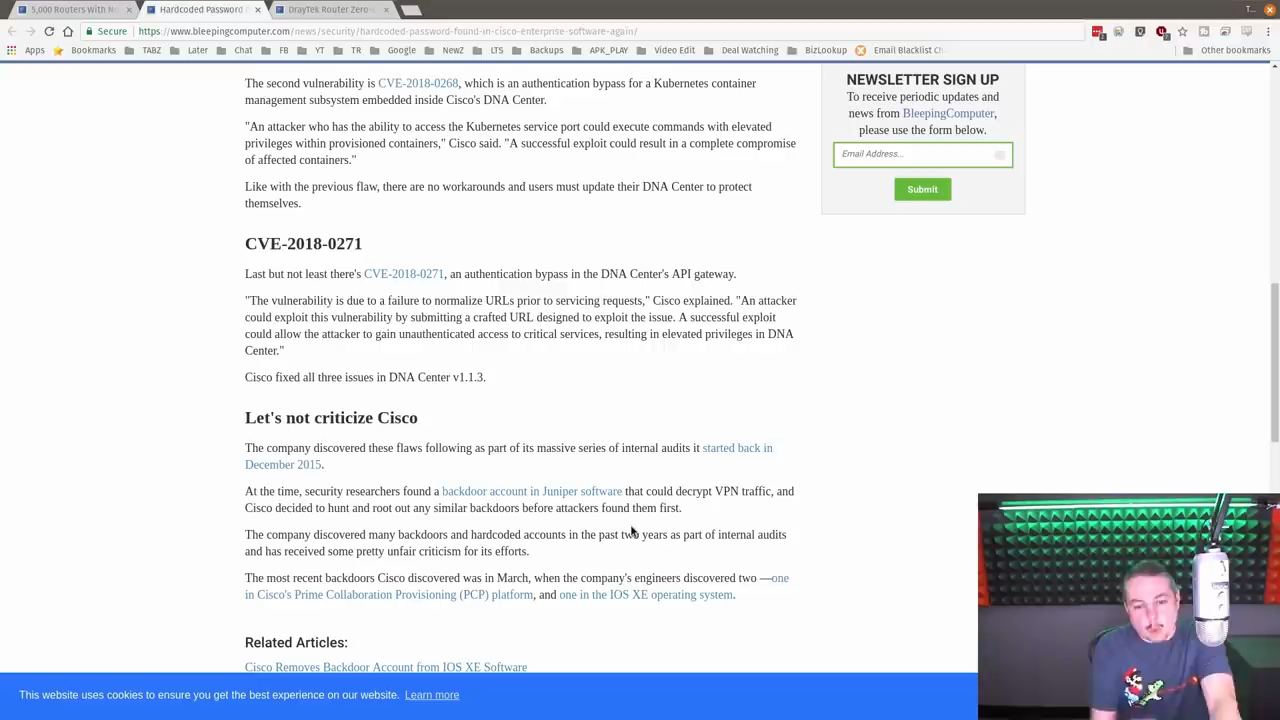 5,000 Routers With N
Hardcoded Password
DrayTek Router Zero-
T...
Secure
https://www.bleepingcomputer.com/news/security/hardcoded-password-found-in-cisco-enterprise-software-again/
Apps Bookmarks TABZ Later Chat FB YT TR Google NewZ LTS Backups APK_PLAY Video Edit Deal Watching BizLookup Email Blacklist Ch Other bookmarks
The second vulnerability is CVE-2018-0268, which is an authentication bypass for a Kubernetes container
management subsystem embedded inside Cisco's DNA Center.
"An attacker who has the ability to access the Kubernetes service port could execute commands with elevated
privileges within provisioned containers," Cisco said. "A successful exploit could result in a complete compromise
of affected containers."
Like with the previous flaw, there are no workarounds and users must update their DNA Center to protect
themselves.
CVE-2018-0271
Last but not least there's CVE-2018-0271, an authentication bypass in the DNA Center's API gateway.
"The vulnerability is due to a failure to normalize URLs prior to servicing requests," Cisco explained. "An attacker
could exploit this vulnerability by submitting a crafted URL designed to exploit the issue. A successful exploit
could allow the attacker to gain unauthenticated access to critical services, resulting in elevated privileges in DNA
Center."
Cisco fixed all three issues in DNA Center v1.1.3.
Let's not criticize Cisco
The company discovered these flaws following as part of its massive series of internal audits it started back in
December 2015.
At the time, security researchers found a backdoor account in Juniper software that could decrypt VPN traffic, and
Cisco decided to hunt and root out any similar backdoors before attackers found them first.
The company discovered many backdoors and hardcoded accounts in the past two years as part of internal audits
and has received some pretty unfair criticism for its efforts.
The most recent backdoors Cisco discovered was in March, when the company's engineers discovered two —one
in Cisco's Prime Collaboration Provisioning (PCP) platform, and one in the IOS XE operating system.
Related Articles:
Cisco Removes Backdoor Account from IOS XE Software
NEWSLETTER SIGN UP
To receive periodic updates and
news from BleepingComputer,
please use the form below.
Email Address...
Submit
This website uses cookies to ensure you get the best experience on our website. Learn more